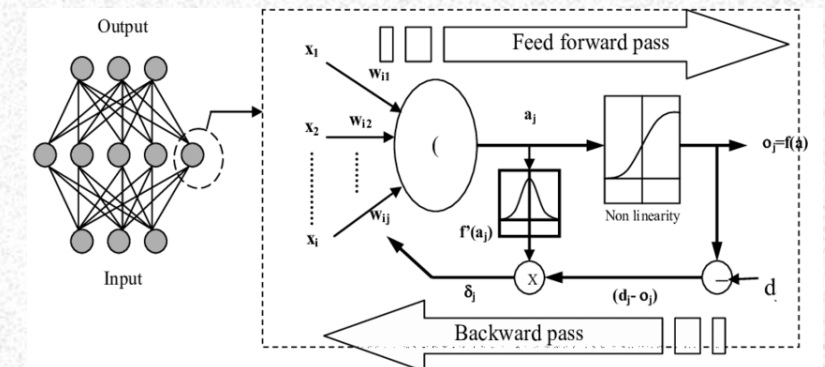 Output
Input
Feed forward pass
x1
wi1
x2
wi2
xi
wij
(
aj
oj=f(a)
Non linearity
f'(aj)
X
δj
(dj- oj)
–
d
Backward pass